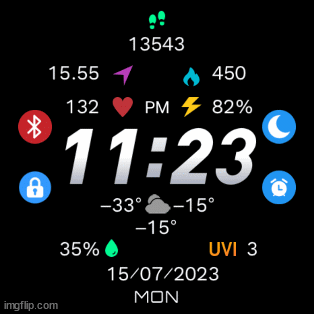 13543
15.55 450
132 PM 82%
11:23
–33° –15°
–15°
35% UVI 3
15/07/2023
MON
imgflip.com